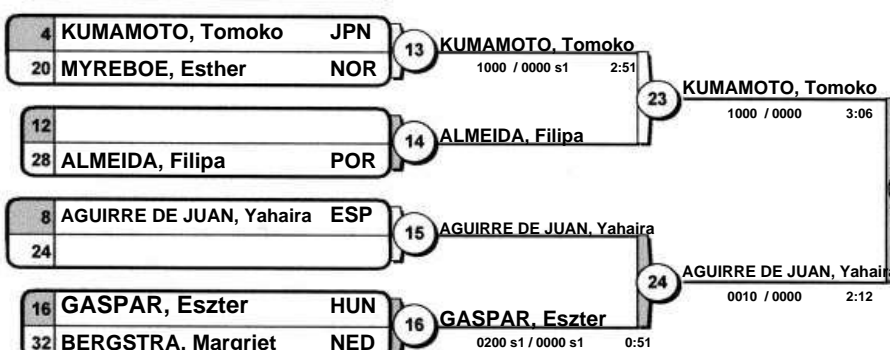 4 KUMAMOTO, Tomoko JPN
20 MYREBOE, Esther NOR
13
KUMAMOTO, Tomoko
1000 / 0000 s1 2:51
12
28 ALMEIDA, Filipa POR
14
ALMEIDA, Filipa
23
KUMAMOTO, Tomoko
1000 / 0000 3:06
8 AGUIRRE DE JUAN, Yahaira ESP
24
15
AGUIRRE DE JUAN, Yahaira
16 GASPAR, Eszter HUN
32 BERGSTRA, Margriet NED
16
GASPAR, Eszter
0200 s1 / 0000 s1 0:51
24
AGUIRRE DE JUAN, Yahaira
0010 / 0000 2:12